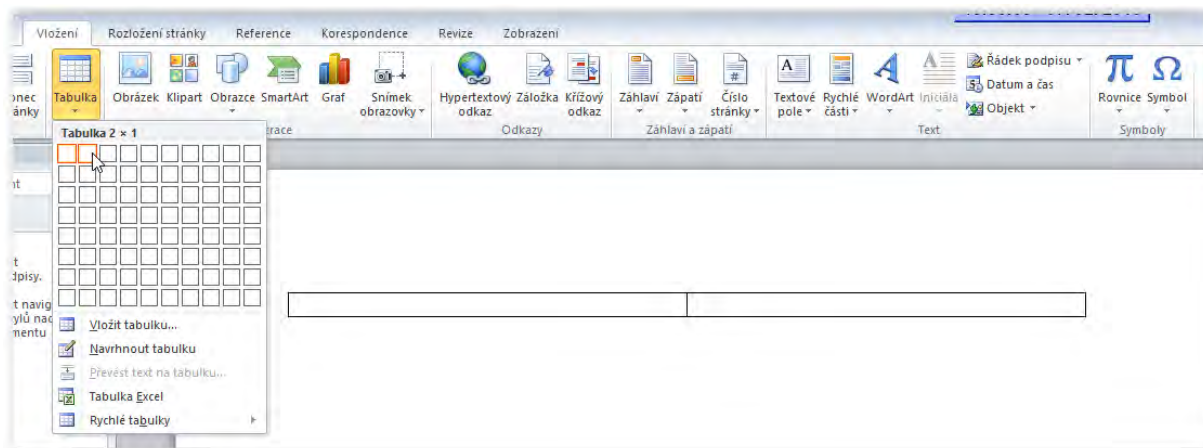 Vložení Rozložení stránky Reference Korespondence Revize Zobrazení
Tabulka Obrázek Klipart Obrazce SmartArt Graf Snímek obrazovky Hypertextový odkaz Záložka Křížový odkaz Záhlaví Zápatí Číslo stránky Textové pole Rychlé části WordArt Iniciála Rovnice Symbol
Řádek podpisu
Datum a čas
Objekt
Odkazy Záhlaví a zápatí Text Symboly
Tabulka 2 × 1
Vložit tabulku...
Navrhnout tabulku
Převést text na tabulku...
Tabulka Excel
Rychlé tabulky